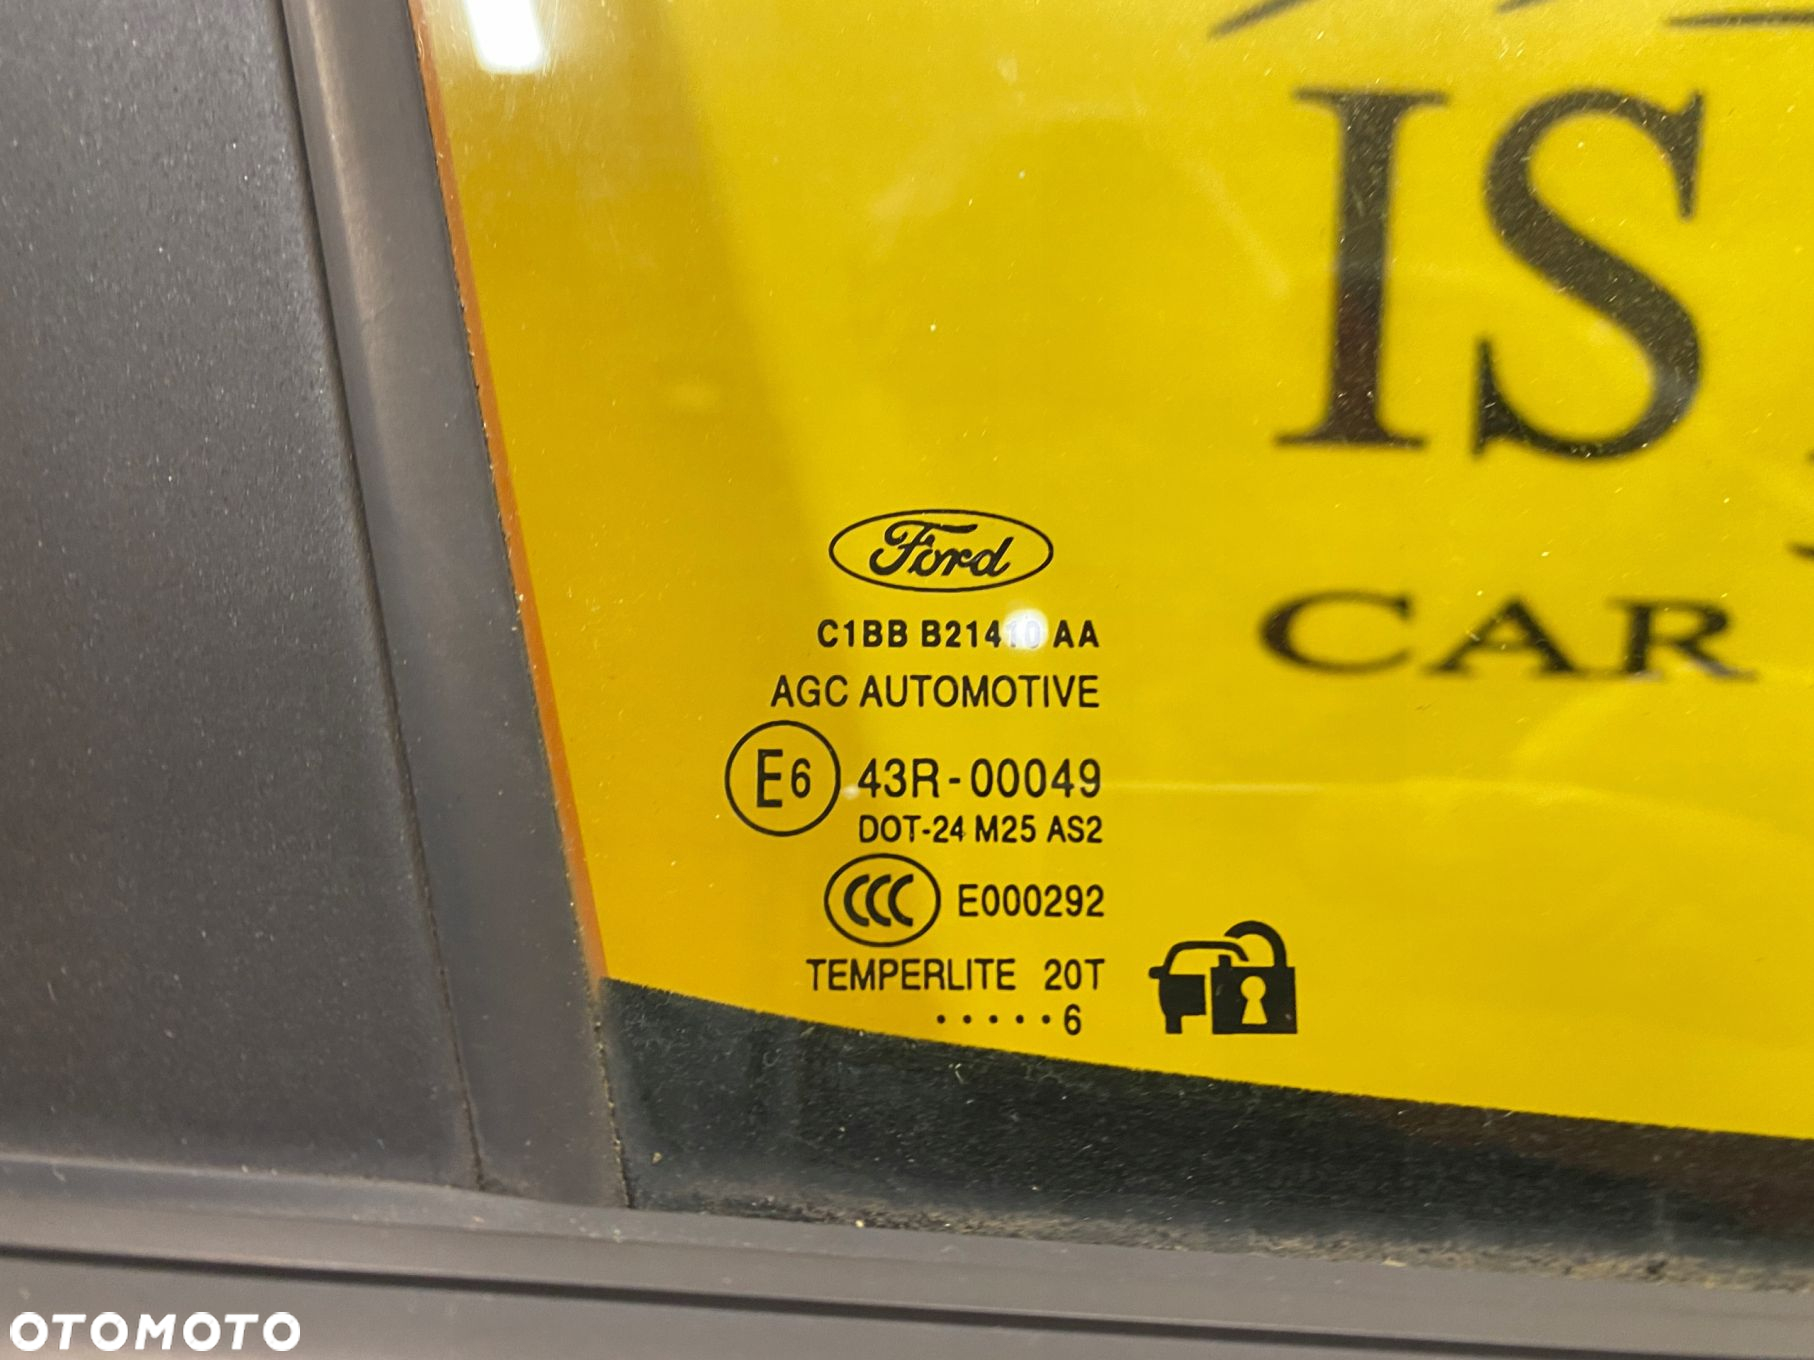 IS
CAR
Ford
C1BB B21410 AA
AGC AUTOMOTIVE
E6 43R-00049
DOT-24 M25 AS2
CCC E000292
TEMPERLITE 20T
·····6
OTOMOTO